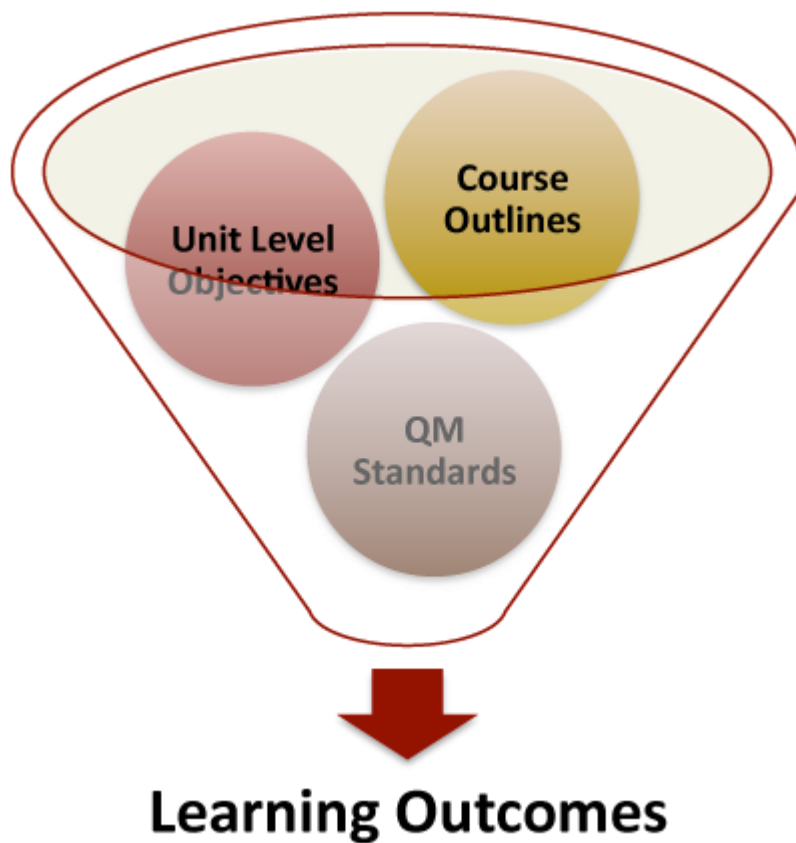 Course
Outlines
Unit Level
Objectives
QM
Standards
Learning Outcomes